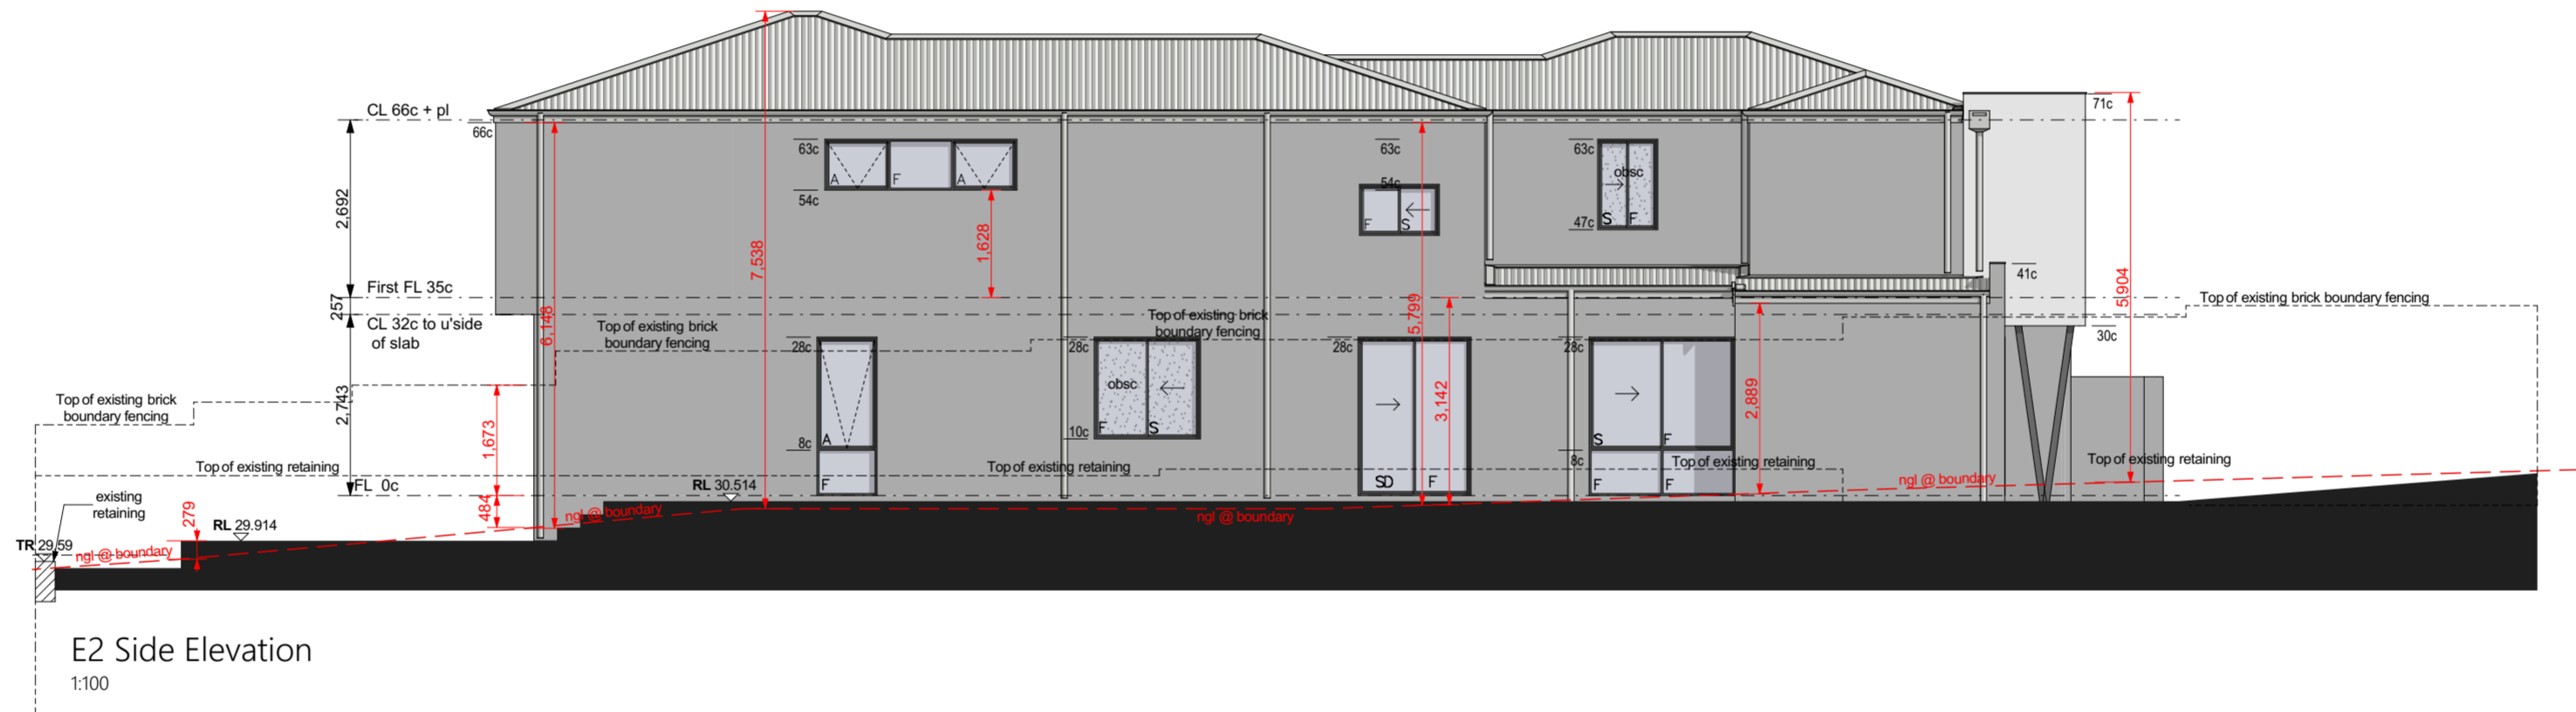 CL 66c + pl
66c
71c
63c
63c
63c
A
F
A
54c
54c
obsc
F
S
S
F
47c
2,692
7,538
1,628
5,904
41c
First FL 35c
257
CL 32c to u'side
of slab
6,148
5,799
Top of existing brick
boundary fencing
Top of existing brick
boundary fencing
Top of existing brick boundary fencing
28c
28c
28c
28c
30c
obsc
3,142
2,889
Top of existing brick
boundary fencing
2,743
1,673
8c
A
10c
F
S
S
F
8c
Top of existing retaining
Top of existing retaining
Top of existing retaining
Top of existing retaining
FL 0c
F
RL 30.514
SD
F
F
F
ngl @ boundary
existing
retaining
279
484
RL 29.914
ngl @ boundary
ngl @ boundary
TR 29.59
ngl @ boundary
E2 Side Elevation
1:100